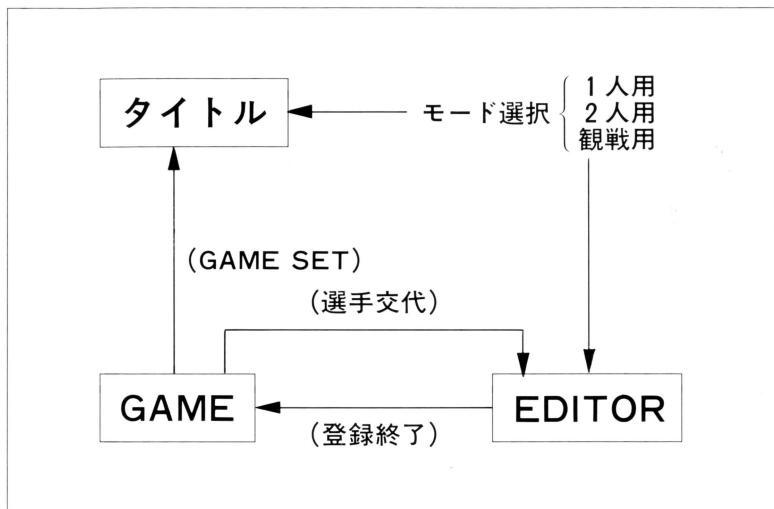 タイトル
モード選択
1人用
2人用
観戦用
(GAME SET)
(選手交代)
GAME
EDITOR
(登録終了)